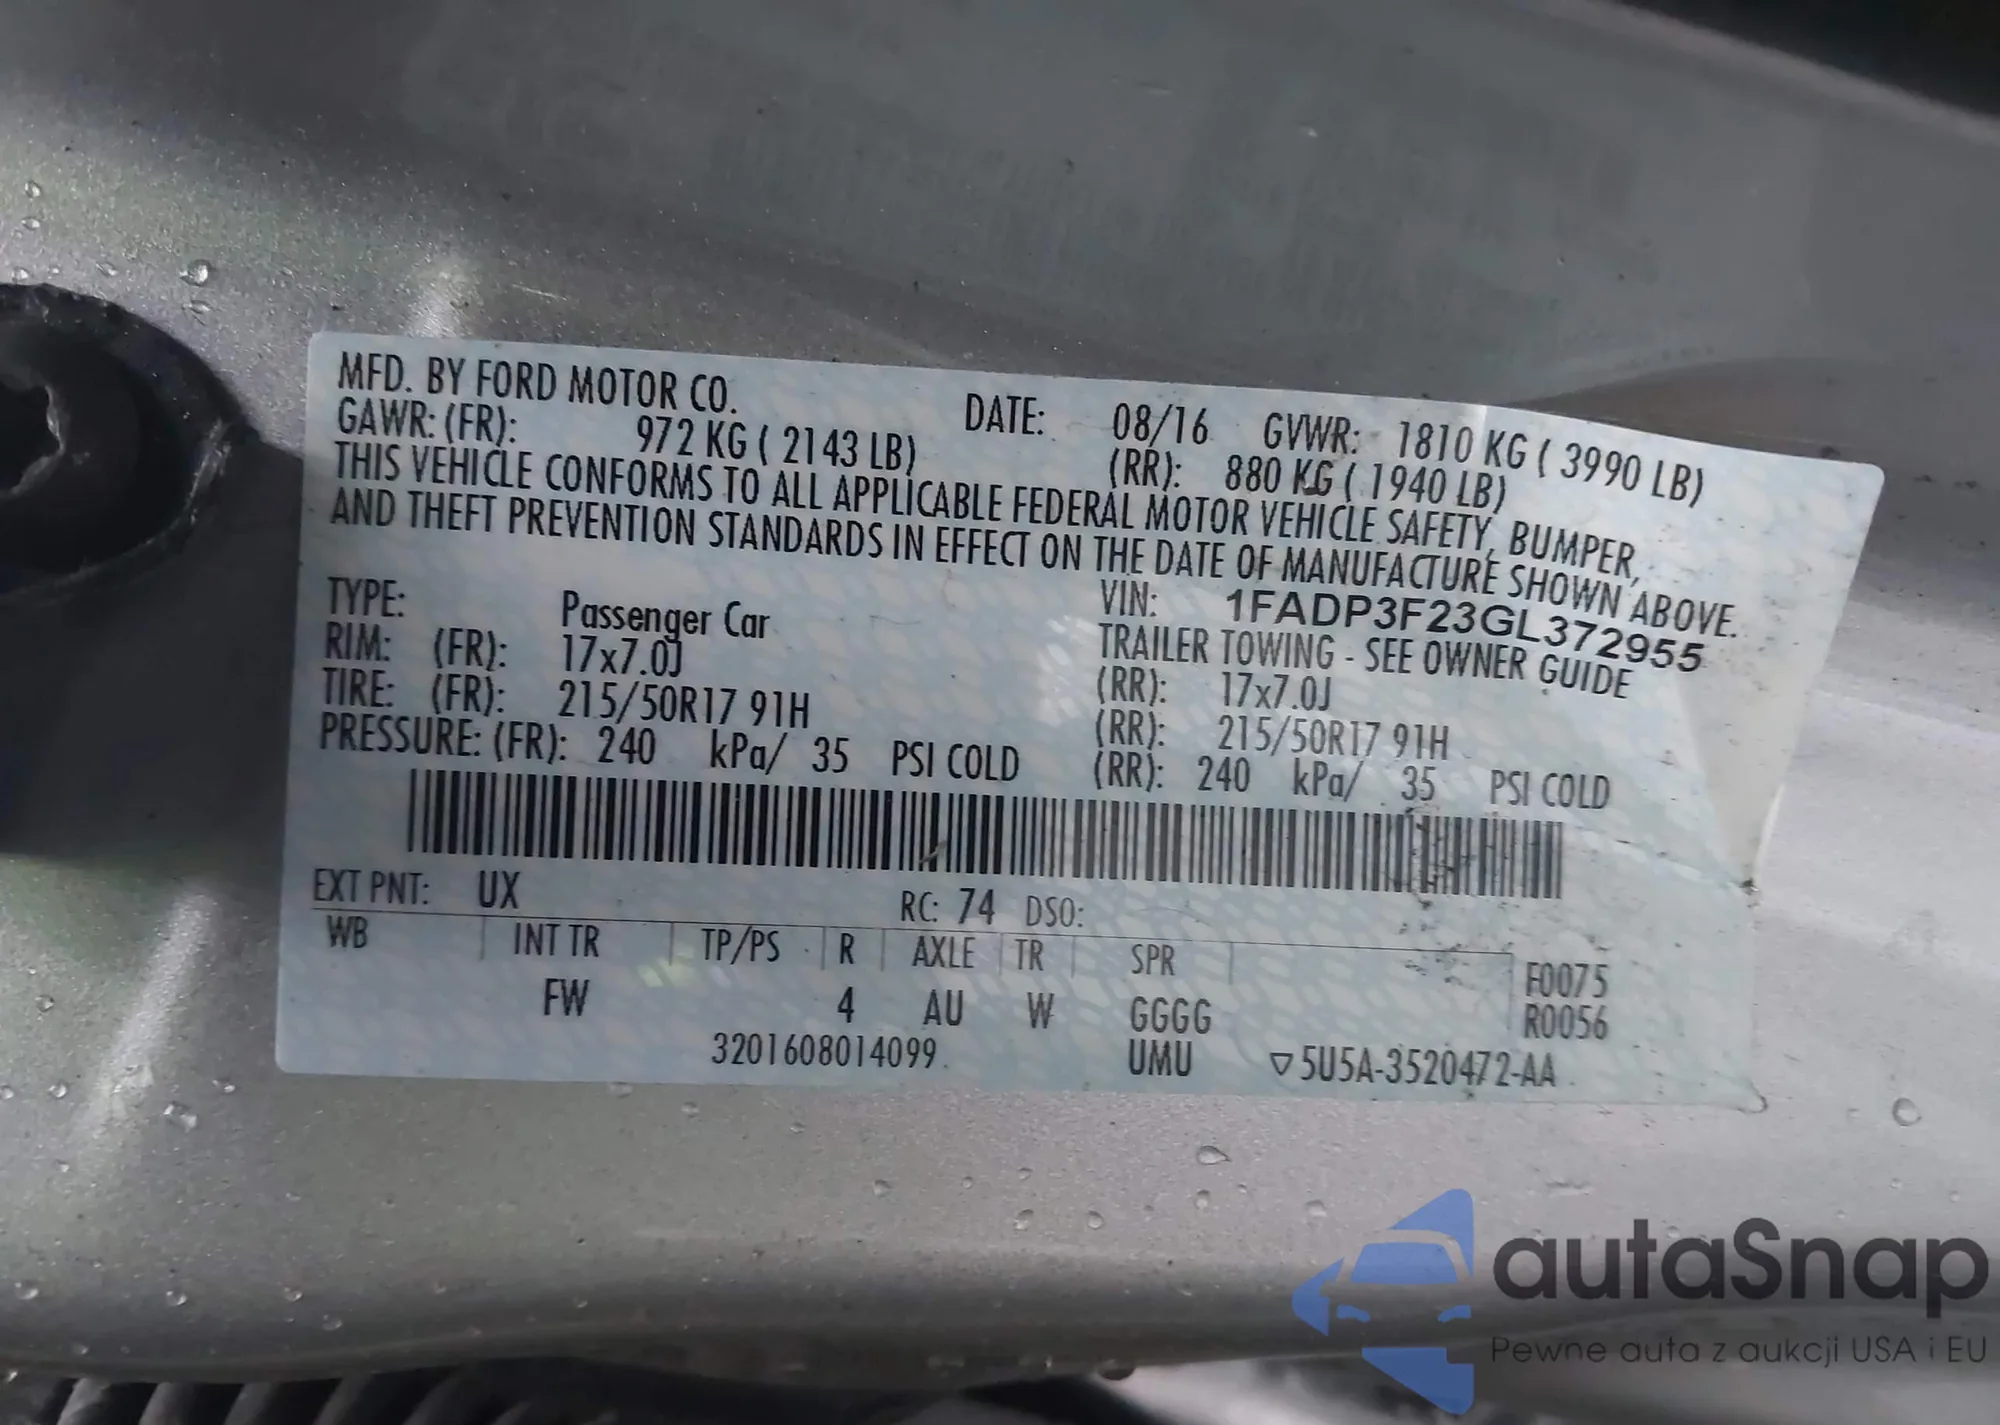 MFD. BY FORD MOTOR CO. DATE: 08/16 GVWR: 1810 KG ( 3990 LB)
GAWR: (FR): 972 KG ( 2143 LB) (RR): 880 KG ( 1940 LB)
THIS VEHICLE CONFORMS TO ALL APPLICABLE FEDERAL MOTOR VEHICLE SAFETY, BUMPER,
AND THEFT PREVENTION STANDARDS IN EFFECT ON THE DATE OF MANUFACTURE SHOWN ABOVE.
VIN: 1FADP3F23GL372955
TYPE: Passenger Car TRAILER TOWING - SEE OWNER GUIDE
RIM: (FR): 17x7.0J (RR): 17x7.0J
TIRE: (FR): 215/50R17 91H (RR): 215/50R17 91H
PRESSURE: (FR): 240 kPa/ 35 PSI COLD (RR): 240 kPa/ 35 PSI COLD
EXT PNT: UX RC: 74 DSO:
WB INT TR TP/PS R AXLE TR SPR F0075
FW 4 AU W GGGG R0056
3201608014099 UMU ▽5U5A-3520472-AA
autaSnap
Pewne auta z aukcji USA i EU